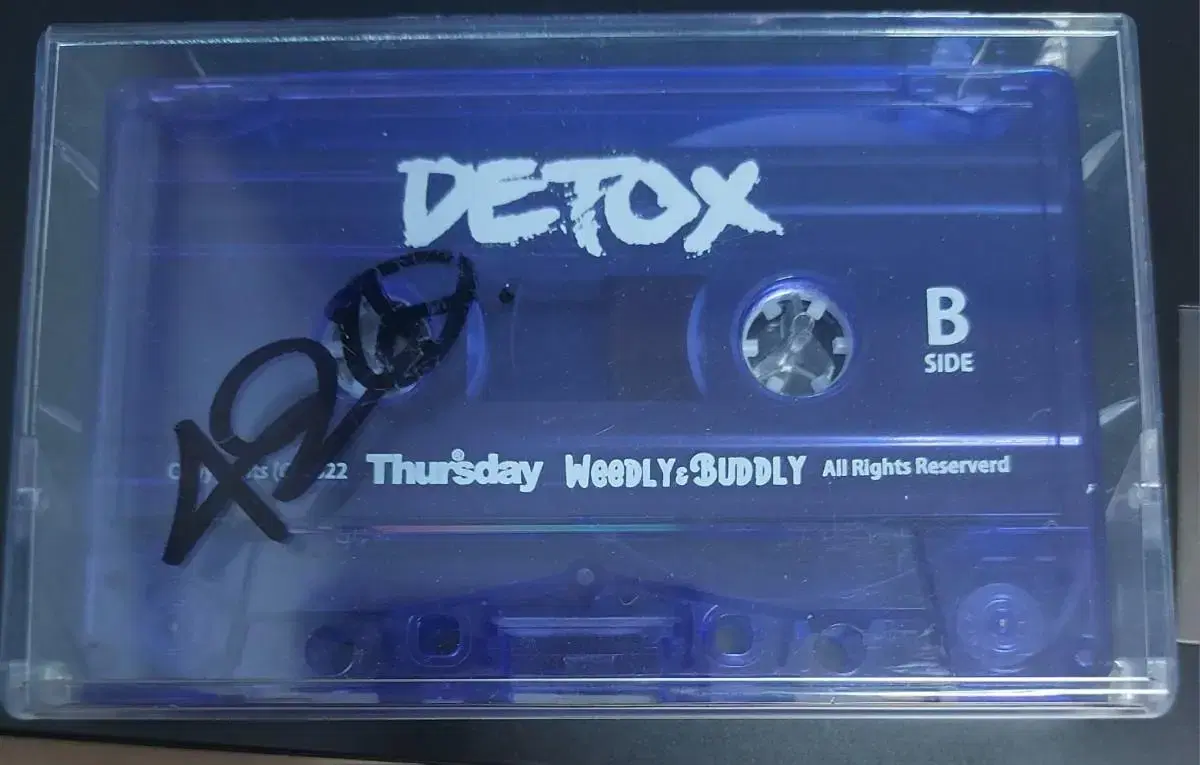 DETOX
B
SIDE
Thursday WeeDLY&BUDDLY All Rights Reserverd